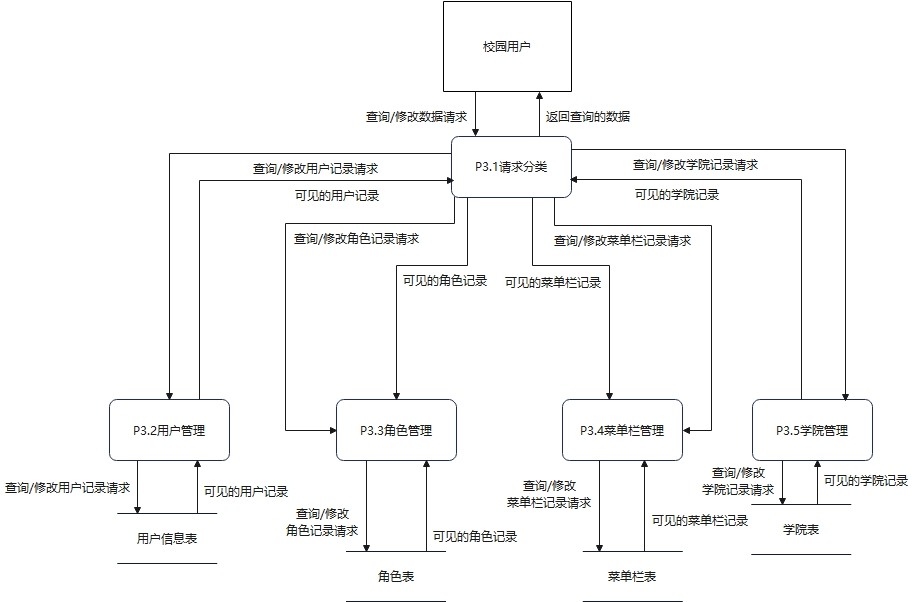 校园用户
查询/修改数据请求
返回查询的数据
P3.1请求分类
查询/修改用户记录请求
查询/修改学院记录请求
可见的用户记录
可见的学院记录
查询/修改角色记录请求
查询/修改菜单栏记录请求
可见的角色记录
可见的菜单栏记录
P3.2用户管理
P3.3角色管理
P3.4菜单栏管理
P3.5学院管理
查询/修改用户记录请求
可见的用户记录
查询/修改
角色记录请求
可见的角色记录
查询/修改
菜单栏记录请求
可见的菜单栏记录
查询/修改
学院记录请求
可见的学院记录
用户信息表
角色表
菜单栏表
学院表